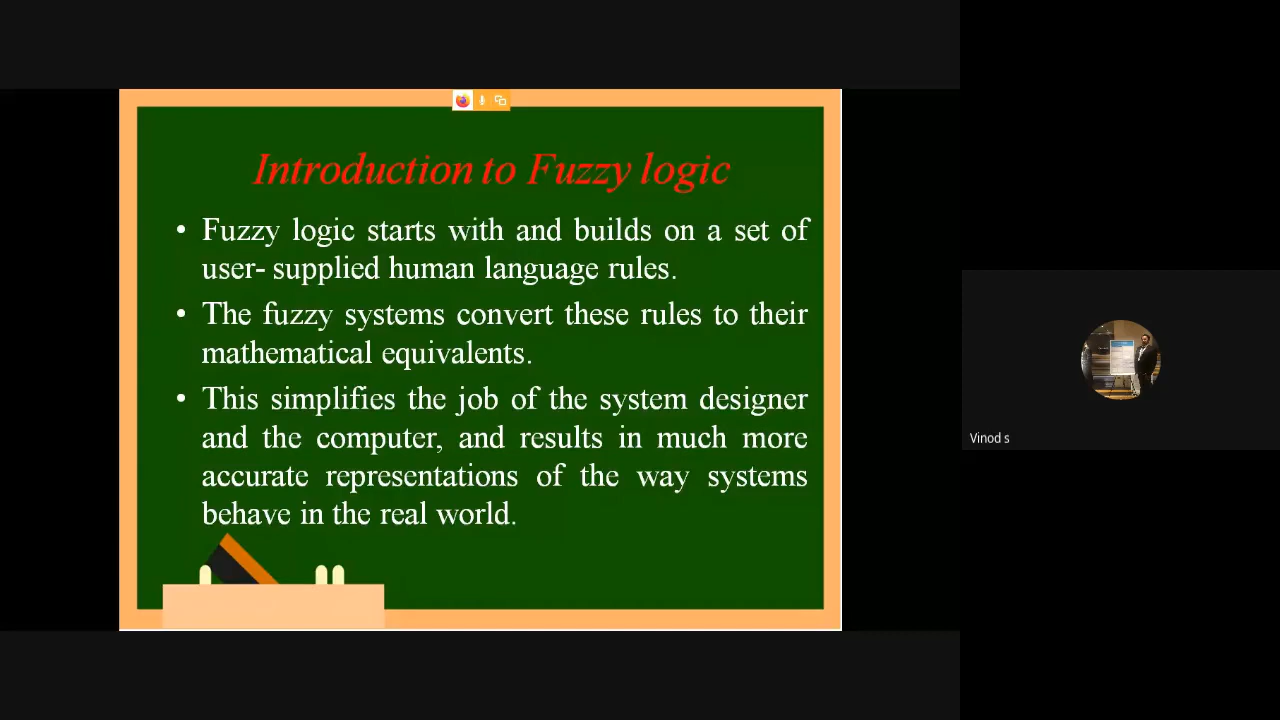 Introduction to Fuzzy logic
• Fuzzy logic starts with and builds on a set of
user- supplied human language rules.
• The fuzzy systems convert these rules to their
mathematical equivalents.
• This simplifies the job of the system designer
and the computer, and results in much more
accurate representations of the way systems
behave in the real world.
Vinod s